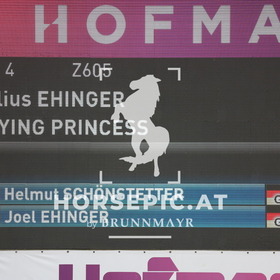 HOFMA
4 Z605
lius EHINGER
YING PRINCESS
Helmut SCHÖNSTETTER
HORSEPIC.AT
Joel EHINGER
by BRUNNMAYR